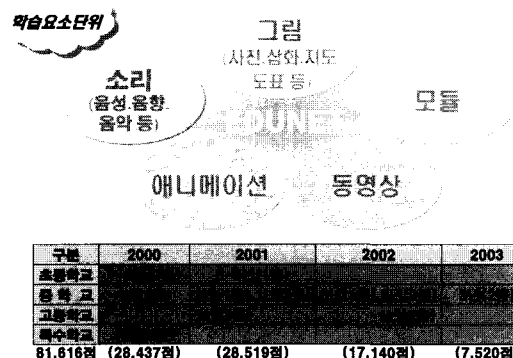 학습요소단위
그림
(사진.삽화.지도
도표 등)
소리
(음성.음향.
음악 등)
모듈
EDUNET
애니메이션
동영상
구분 2000 2001 2002 2003
초등학교
중 학 교
고등학교
특수학교
81.616점 (28.437점) (28.519점) (17.140점) (7.520점